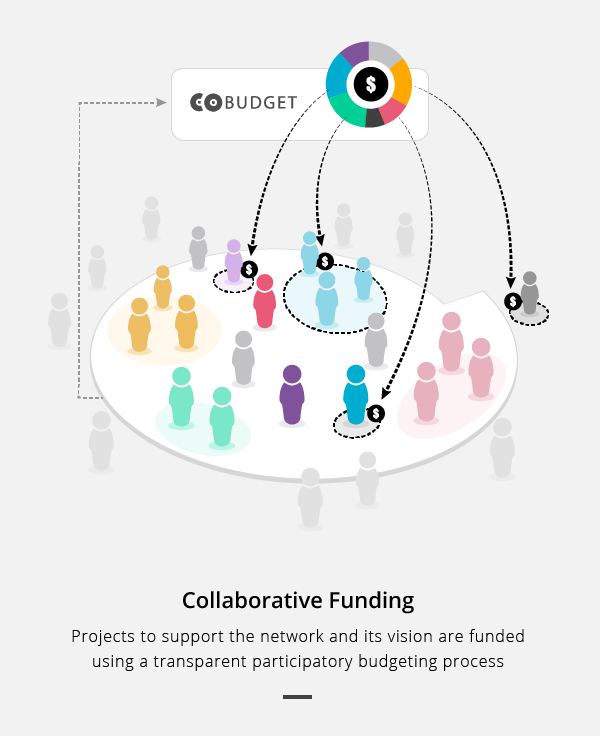 COBUDGET
$
$
$
$
$
Collaborative Funding
Projects to support the network and its vision are funded
using a transparent participatory budgeting process